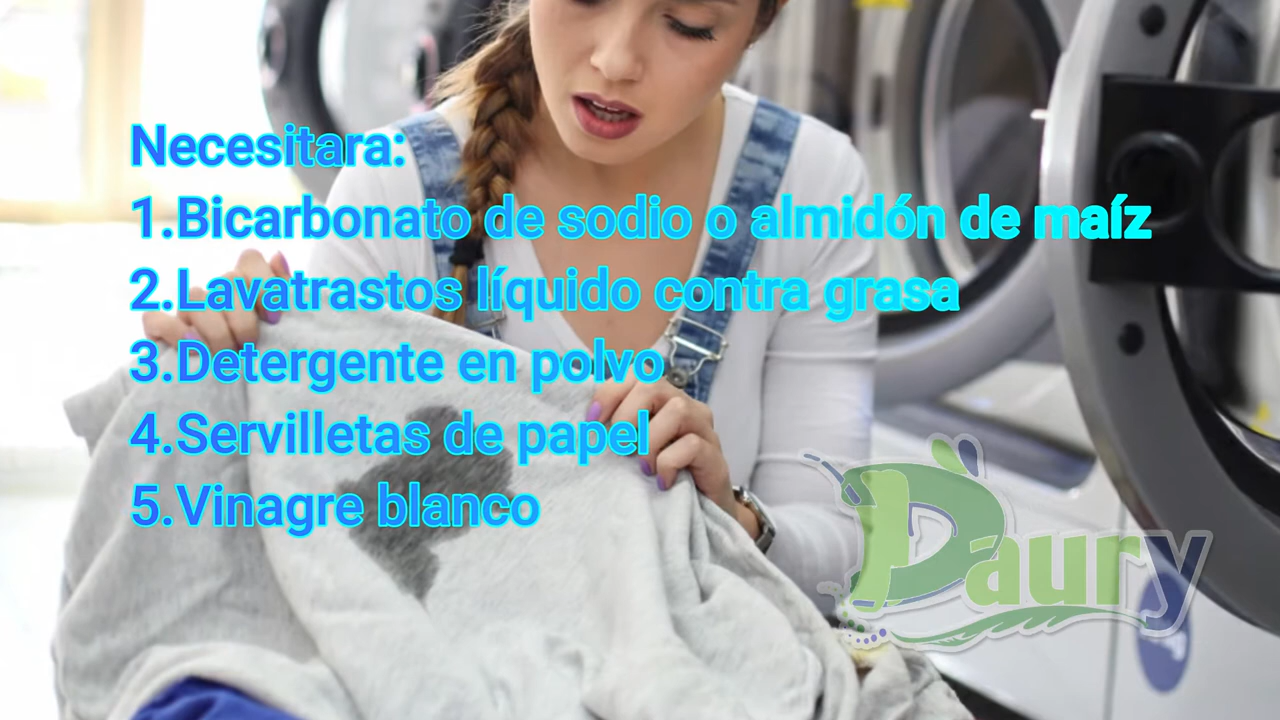 Necesitara:
1.Bicarbonato de sodio o almidón de maíz
2.Lavatrastos líquido contra grasa
3.Detergente en polvo
4.Servilletas de papel
5.Vinagre blanco
Daury